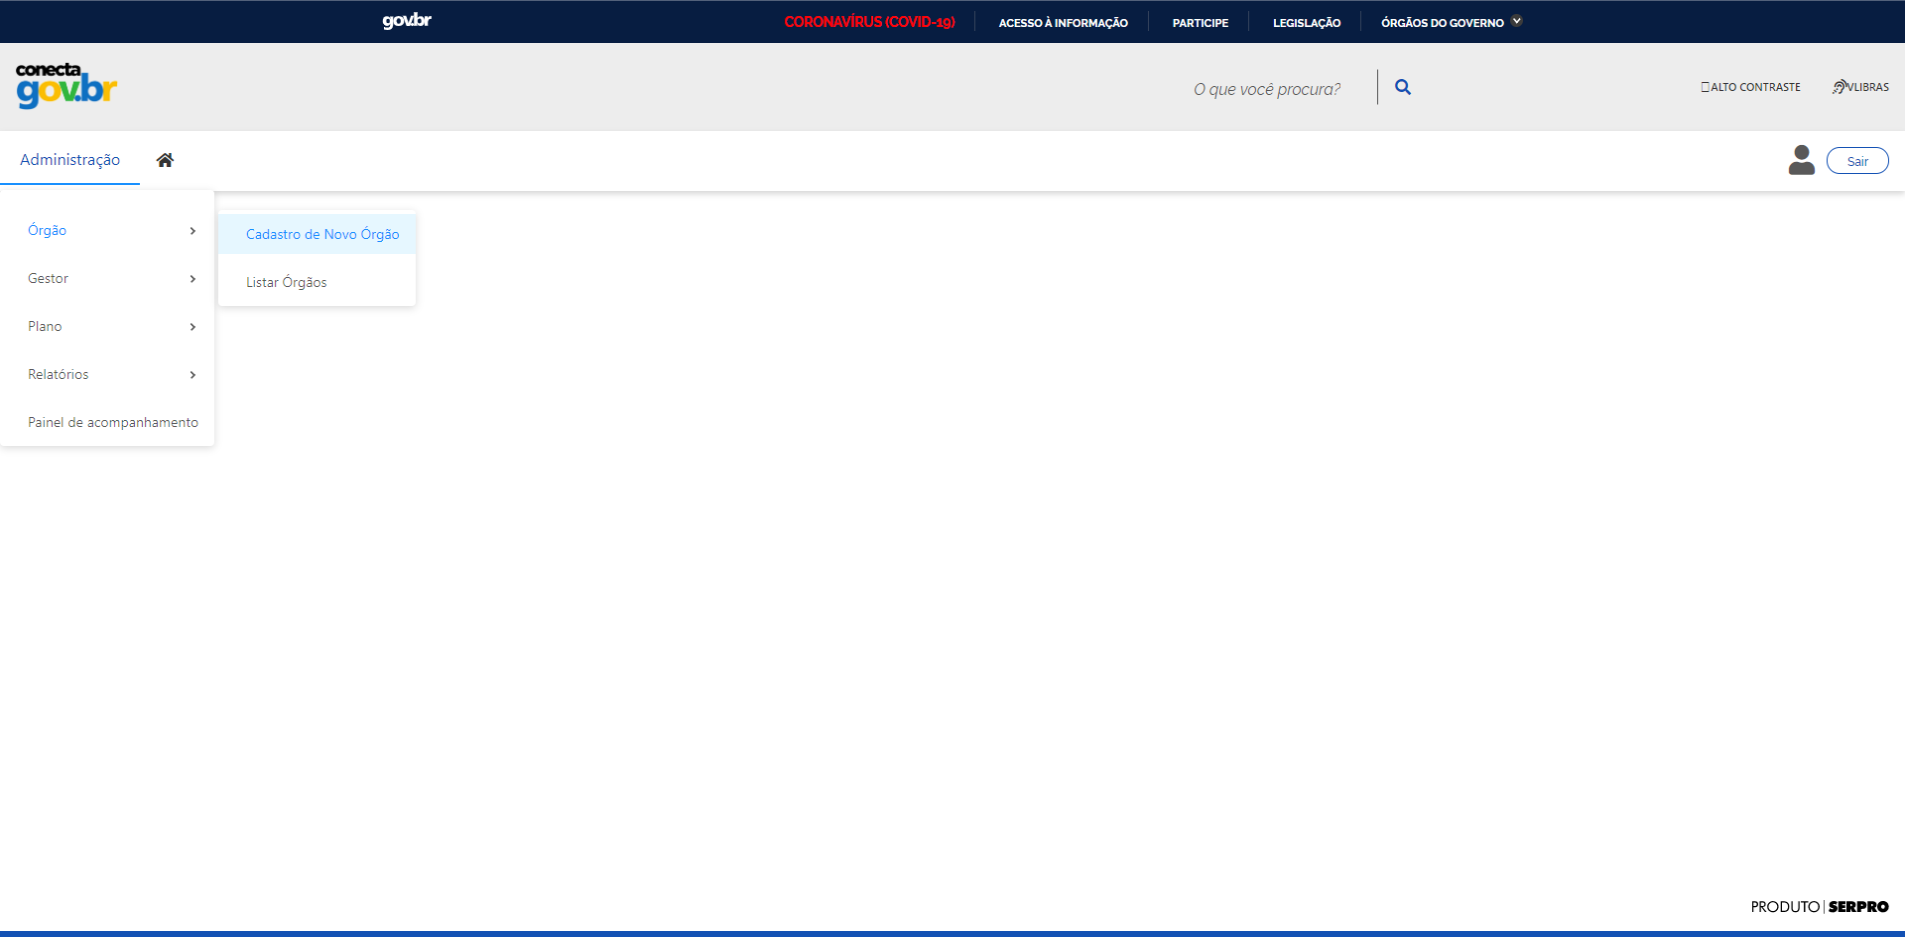 gov.br
CORONAVÍRUS (COVID-19)
ACESSO À INFORMAÇÃO
PARTICIPE
LEGISLAÇÃO
ÓRGÃOS DO GOVERNO
conecta
gov.br
O que você procura?
ALTO CONTRASTE
VLIBRAS
Administração
Sair
Órgão
Cadastro de Novo Órgão
Gestor
Listar Órgãos
Plano
Relatórios
Painel de acompanhamento
PRODUTO | SERPRO